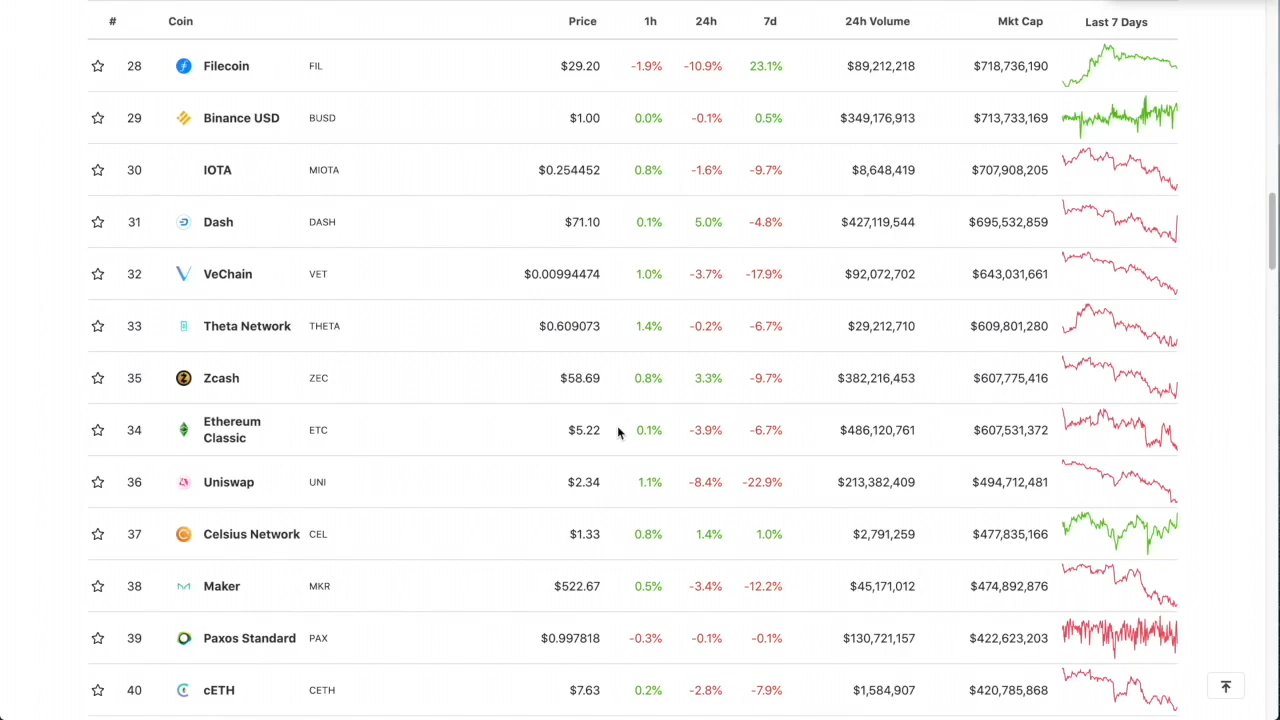 # Coin Price 1h 24h 7d 24h Volume Mkt Cap Last 7 Days
28 Filecoin FIL $29.20 -1.9% -10.9% 23.1% $89,212,218 $718,736,190
29 Binance USD BUSD $1.00 0.0% -0.1% 0.5% $349,176,913 $713,733,169
30 IOTA MIOTA $0.254452 0.8% -1.6% -9.7% $8,648,419 $707,908,205
31 Dash DASH $71.10 0.1% 5.0% -4.8% $427,119,544 $695,532,859
32 VeChain VET $0.00994474 1.0% -3.7% -17.9% $92,072,702 $643,031,661
33 Theta Network THETA $0.609073 1.4% -0.2% -6.7% $29,212,710 $609,801,280
35 Zcash ZEC $58.69 0.8% 3.3% -9.7% $382,216,453 $607,775,416
34 Ethereum Classic ETC $5.22 0.1% -3.9% -6.7% $486,120,761 $607,531,372
36 Uniswap UNI $2.34 1.1% -8.4% -22.9% $213,382,409 $494,712,481
37 Celsius Network CEL $1.33 0.8% 1.4% 1.0% $2,791,259 $477,835,166
38 Maker MKR $522.67 0.5% -3.4% -12.2% $45,171,012 $474,892,876
39 Paxos Standard PAX $0.997818 -0.3% -0.1% -0.1% $130,721,157 $422,623,203
40 cETH CETH $7.63 0.2% -2.8% -7.9% $1,584,907 $420,785,868